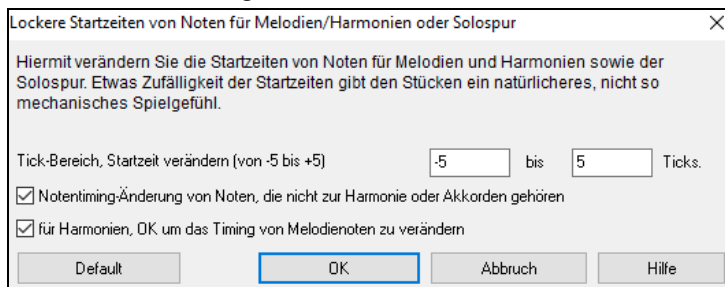 Lockere Startzeiten von Noten für Melodien/Harmonien oder Solospur
Hiermit verändern Sie die Startzeiten von Noten für Melodien und Harmonien sowie der
Solospur. Etwas Zufälligkeit der Startzeiten gibt den Stücken ein natürlicheres, nicht so
mechanisches Spielgefühl.
Tick-Bereich, Startzeit verändern (von -5 bis +5) -5 bis 5 Ticks.
Notentiming-Änderung von Noten, die nicht zur Harmonie oder Akkorden gehören
für Harmonien, OK um das Timing von Melodienoten zu verändern
Default OK Abbruch Hilfe